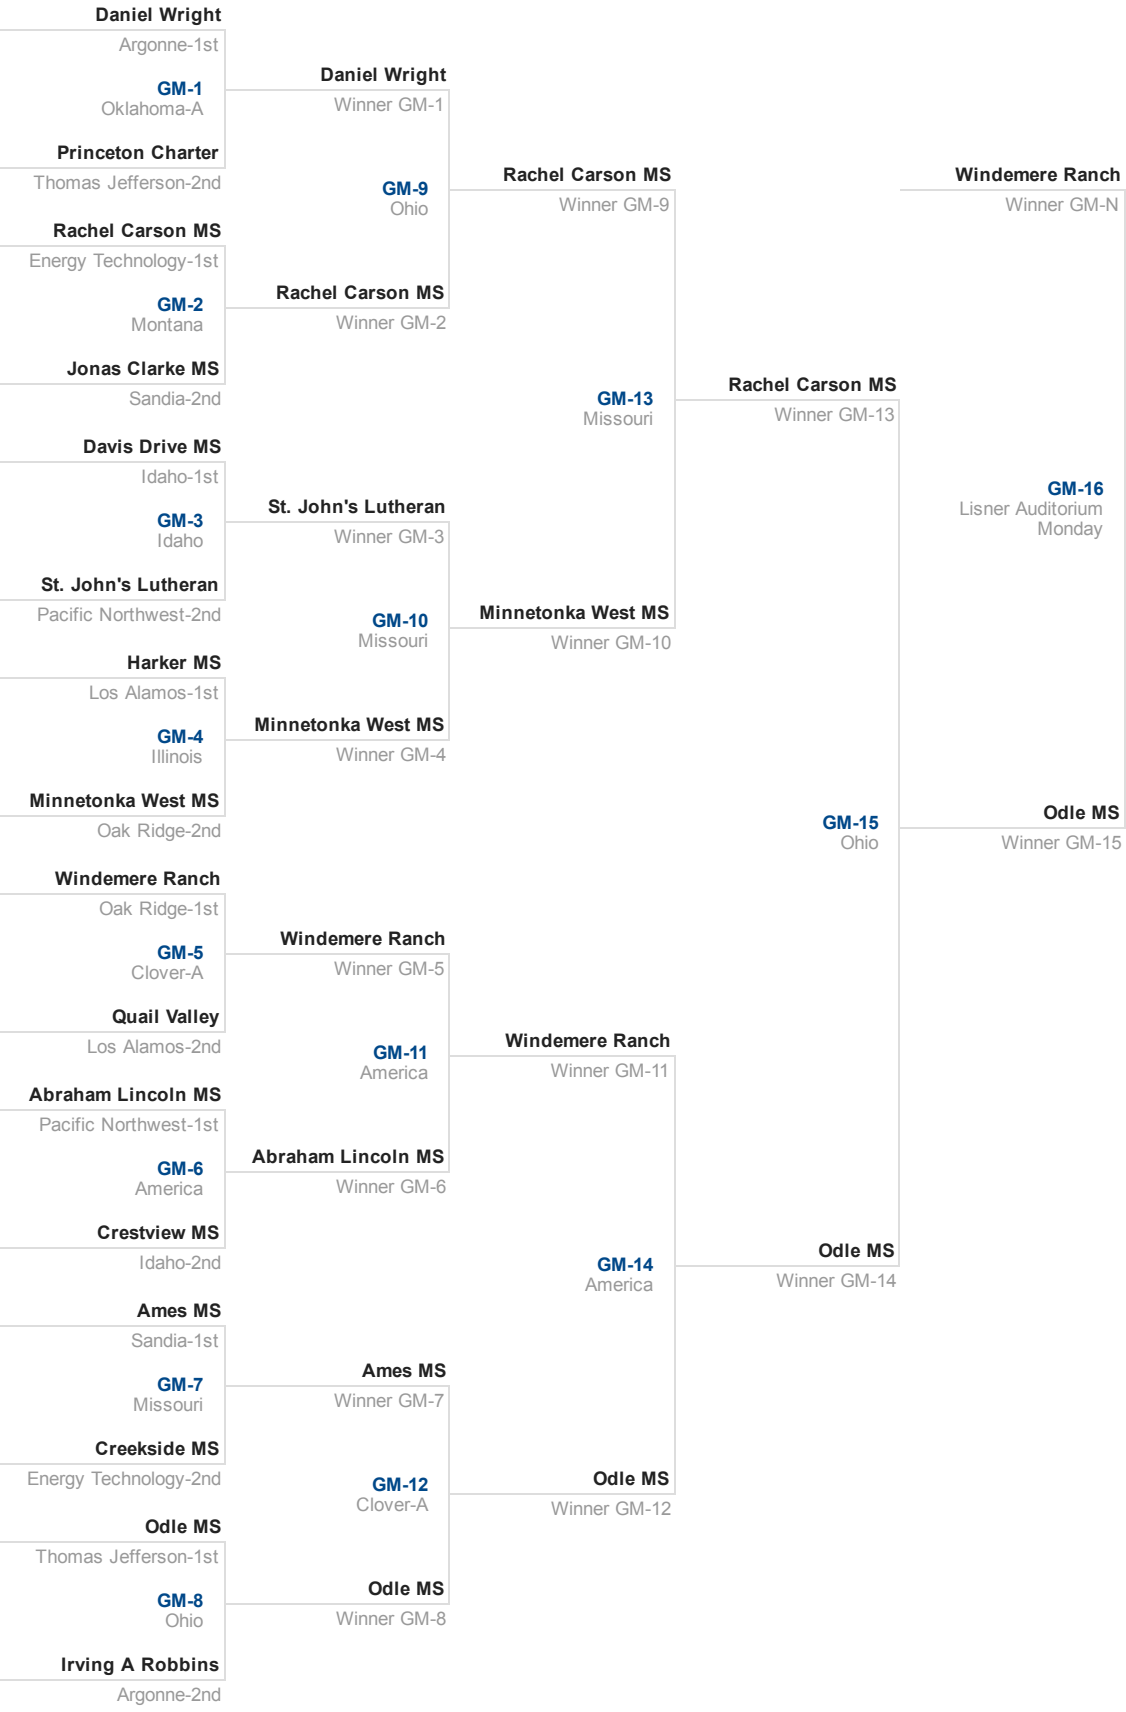 Daniel Wright
Argonne-1st
GM-1
Oklahoma-A
Princeton Charter
Thomas Jefferson-2nd
Rachel Carson MS
Energy Technology-1st
GM-2
Montana
Jonas Clarke MS
Sandia-2nd
Davis Drive MS
Idaho-1st
GM-3
Idaho
St. John's Lutheran
Pacific Northwest-2nd
Harker MS
Los Alamos-1st
GM-4
Illinois
Minnetonka West MS
Oak Ridge-2nd
Windemere Ranch
Oak Ridge-1st
GM-5
Clover-A
Quail Valley
Los Alamos-2nd
Abraham Lincoln MS
Pacific Northwest-1st
GM-6
America
Crestview MS
Idaho-2nd
Ames MS
Sandia-1st
GM-7
Missouri
Creekside MS
Energy Technology-2nd
Odle MS
Thomas Jefferson-1st
GM-8
Ohio
Irving A Robbins
Argonne-2nd
Daniel Wright
Winner GM-1
GM-9
Ohio
Rachel Carson MS
Winner GM-2
St. John's Lutheran
Winner GM-3
GM-10
Missouri
Minnetonka West MS
Winner GM-4
Windemere Ranch
Winner GM-5
GM-11
America
Abraham Lincoln MS
Winner GM-6
Ames MS
Winner GM-7
GM-12
Clover-A
Odle MS
Winner GM-8
Rachel Carson MS
Winner GM-9
GM-13
Missouri
Minnetonka West MS
Winner GM-10
Windemere Ranch
Winner GM-11
GM-14
America
Odle MS
Winner GM-12
Rachel Carson MS
Winner GM-13
GM-15
Ohio
Odle MS
Winner GM-14
Windemere Ranch
Winner GM-N
GM-16
Lisner Auditorium
Monday
Odle MS
Winner GM-15